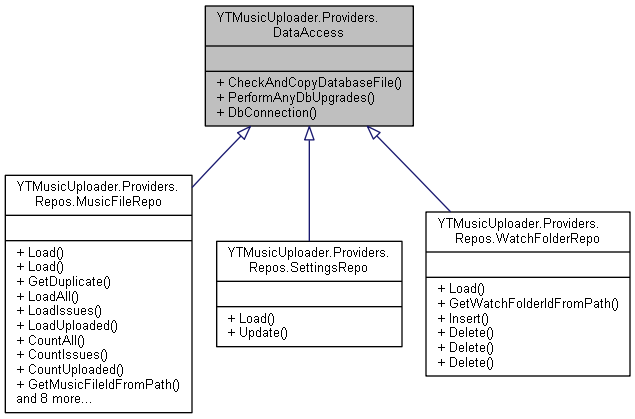 YTMusicUploader.Providers.
DataAccess
+ CheckAndCopyDatabaseFile()
+ PerformAnyDbUpgrades()
+ DbConnection()
YTMusicUploader.Providers.
Repos.MusicFileRepo
+ Load()
+ Load()
+ GetDuplicate()
+ LoadAll()
+ LoadIssues()
+ LoadUploaded()
+ CountAll()
+ CountIssues()
+ CountUploaded()
+ GetMusicFileIdFromPath()
and 8 more...
YTMusicUploader.Providers.
Repos.SettingsRepo
+ Load()
+ Update()
YTMusicUploader.Providers.
Repos.WatchFolderRepo
+ Load()
+ GetWatchFolderIdFromPath()
+ Insert()
+ Delete()
+ Delete()
+ Delete()